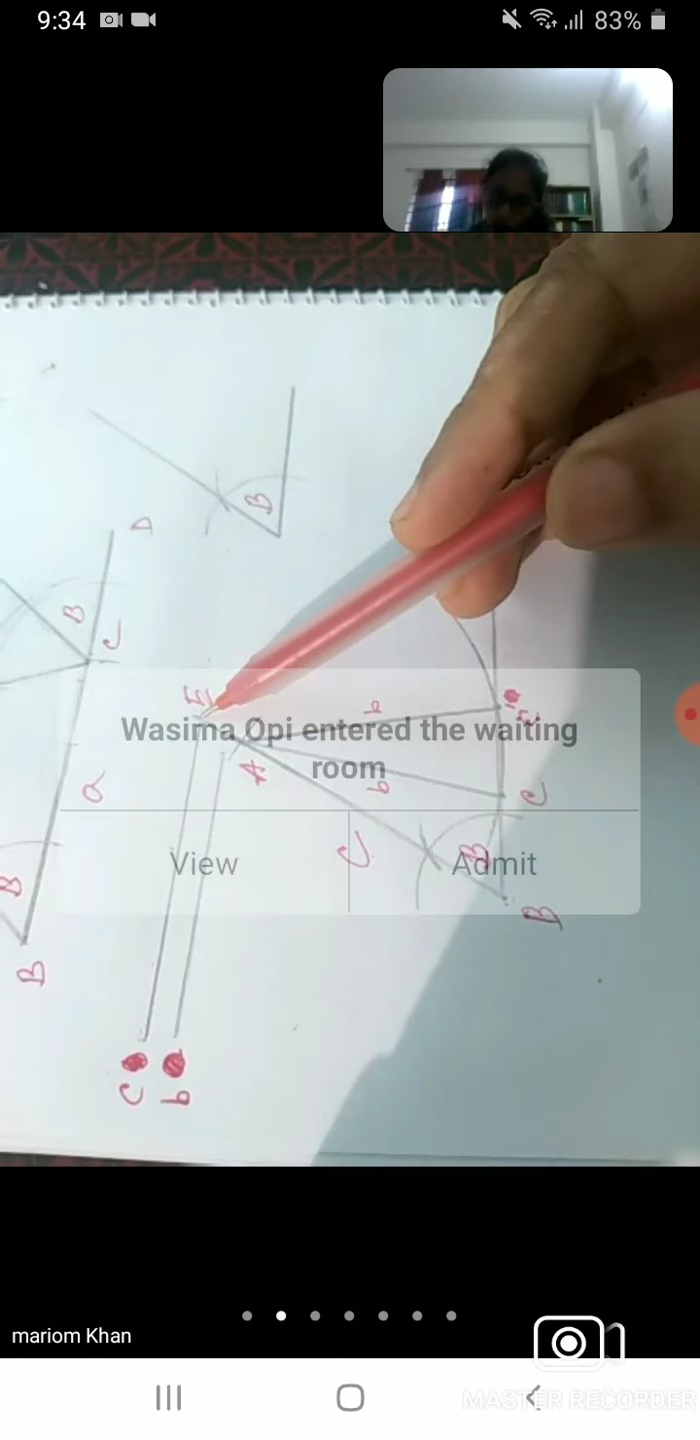 9:34
83%
D
B
B
C
E
Wasima Opi entered the waiting
room
b
A
b
a
C
C
View
Admit
B
B
B
B
C
b
mariom Khan
MASTER RECORDER